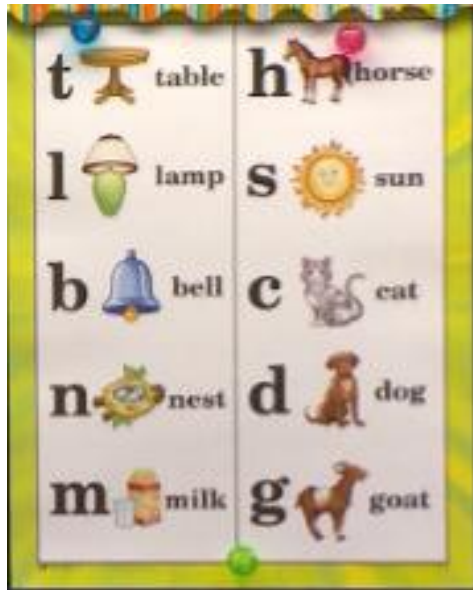 t table
h horse
l lamp
s sun
b bell
c cat
n nest
d dog
m milk
g goat